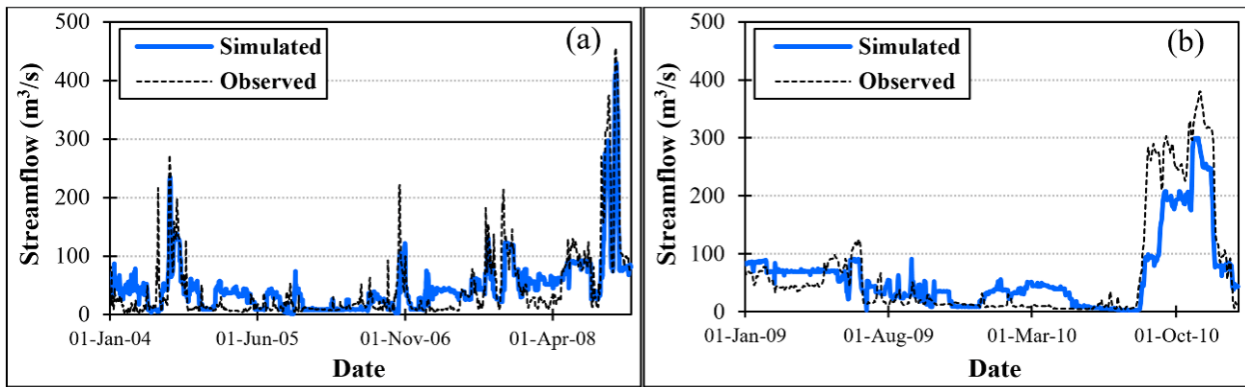 500
400
300
200
100
0
Streamflow (m³/s)
Simulated
Observed
(a)
01-Jan-04
01-Jun-05
01-Nov-06
01-Apr-08
Date
500
400
300
200
100
0
Streamflow (m³/s)
Simulated
Observed
(b)
01-Jan-09
01-Aug-09
01-Mar-10
01-Oct-10
Date